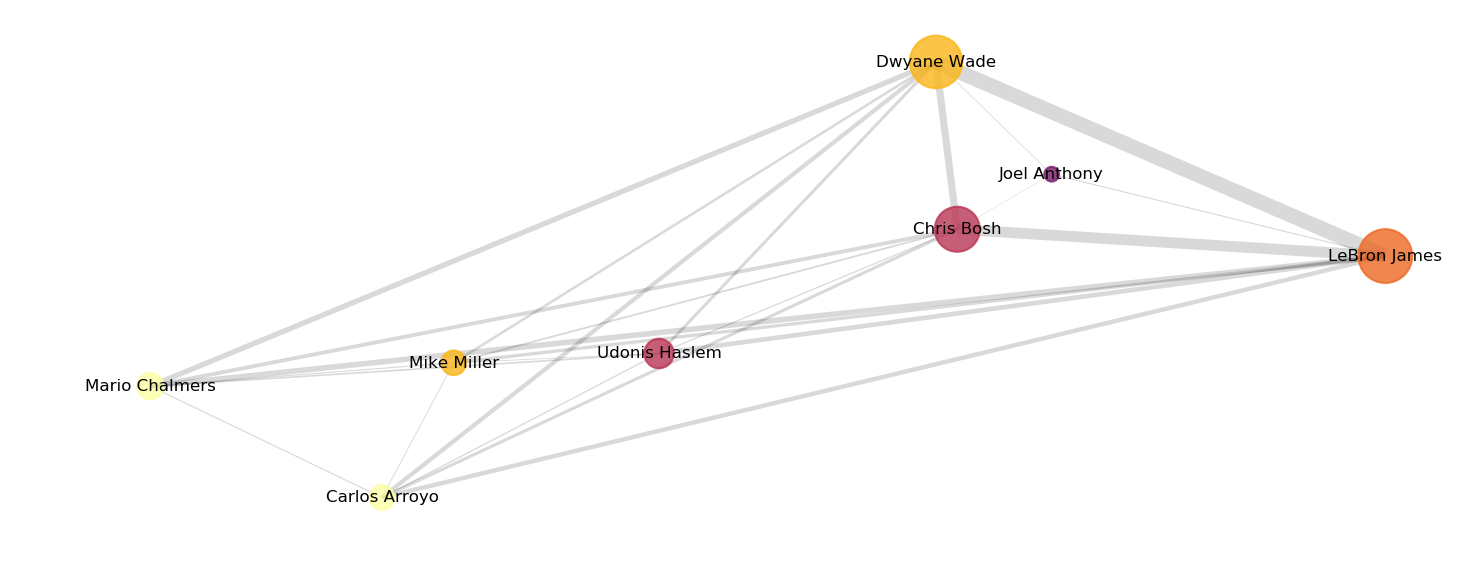 Dwyane Wade
Joel Anthony
Chris Bosh
LeBron James
Udonis Haslem
Mike Miller
Mario Chalmers
Carlos Arroyo